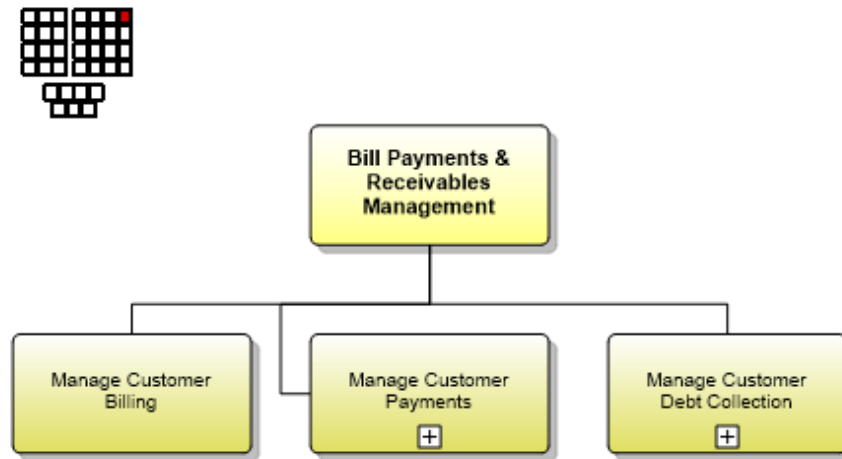 Bill Payments &
Receivables
Management
Manage Customer
Billing
Manage Customer
Payments
Manage Customer
Debt Collection